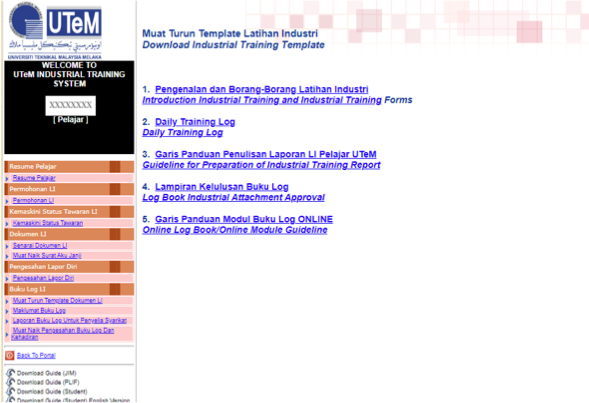 UTeM
اونيۏرسيتي تيكنيكل مليسيا ملاك
UNIVERSITI TEKNIKAL MALAYSIA MELAKA
WELCOME TO
UTeM INDUSTRIAL TRAINING
SYSTEM
XXXXXXXX
[ Pelajar ]
Resume Pelajar
Resume Pelajar
Permohonan LI
Permohonan LI
Kemaskini Status Tawaran LI
Kemaskini Status Tawaran
Dokumen LI
Senarai Dokumen LI
Muat Naik Surat Aku Janji
Pengesahan Lapor Diri
Pengesahan Lapor Diri
Buku Log LI
Muat Turun Template Dokumen LI
Maklumat Buku Log
Laporan Buku Log Untuk Penyelia Syarikat
Muat Naik Pengesahan Buku Log Dan
Kehadiran
Back To Portal
Download Guide (JIM)
Download Guide (PLIF)
Download Guide (Student)
Download Guide (Student) English Version
Muat Turun Template Latihan Industri
Download Industrial Training Template
1. Pengenalan dan Borang-Borang Latihan Industri
Introduction Industrial Training and Industrial Training Forms
2. Daily Training Log
Daily Training Log
3. Garis Panduan Penulisan Laporan LI Pelajar UTeM
Guideline for Preparation of Industrial Training Report
4. Lampiran Kelulusan Buku Log
Log Book Industrial Attachment Approval
5. Garis Panduan Modul Buku Log ONLINE
Online Log Book/Online Module Guideline